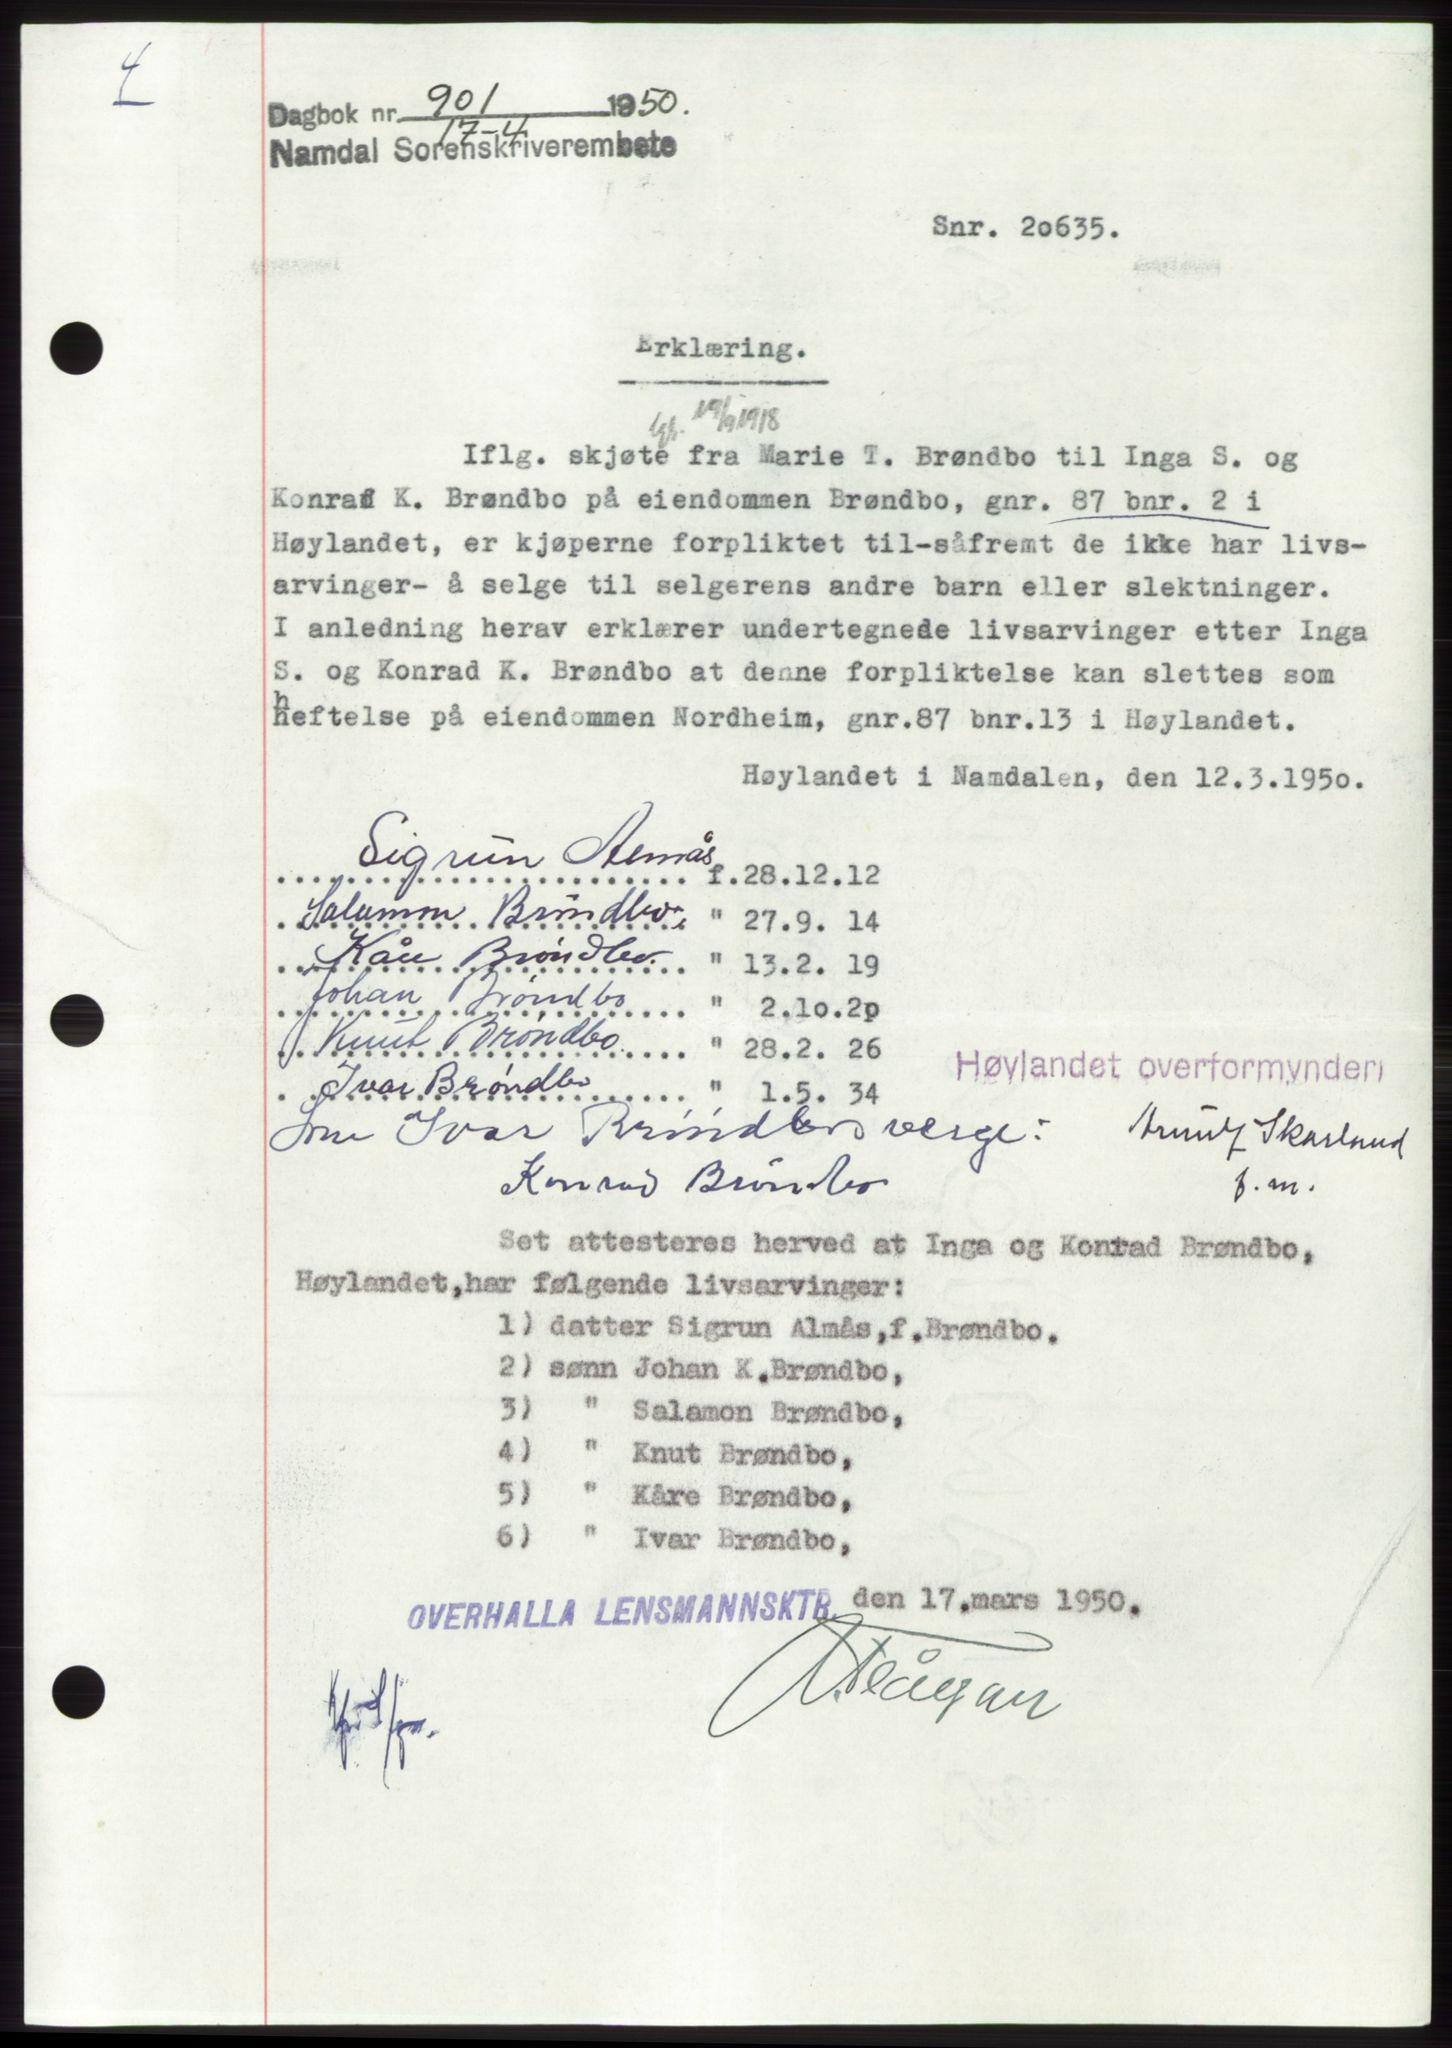 4
Dagbok nr. 901 1950.
17-4
Namdal Sorenskriverembete
Snr. 20635.
Erklæring.
19/9 1918
Iflg. skjøte fra Marie T. Brøndbo til Inga S. og
Konrad K. Brøndbo på eiendommen Brøndbo, gnr. 87 bnr. 2 i
Høylandet, er kjøperne forpliktet til-såfremt de ikke har livs-
arvinger- å selge til selgerens andre barn eller slektninger.
I anledning herav erklærer undertegnede livsarvinger etter Inga
S. og Konrad K. Brøndbo at denne forpliktelse kan slettes som
heftelse på eiendommen Nordheim, gnr.87 bnr.13 i Høylandet.
Høylandet i Namdalen, den 12.3.1950.
Sigrun Almås f.28.12.12
Salamon Brøndbo " 27.9. 14
Kåre Brøndbo " 13.2. 19
Johan Brøndbo " 2.10.20
Knut Brøndbo " 28.2. 26
Høylandet overformynderi
Ivar Brøndbo " 1.5. 34
Som Ivar Brøndbos verge: Arnulf Skarland
Konrad Brøndbo f.m.
Set attesteres herved at Inga og Konrad Brøndbo,
Høylandet,har følgende livsarvinger:
1) datter Sigrun Almås,f.Brøndbo.
2) sønn Johan K.Brøndbo,
3) " Salamon Brøndbo,
4) " Knut Brøndbo,
5) " Kåre Brøndbo,
6) " Ivar Brøndbo,
OVERHALLA LENSMANNSKTR. den 17.mars 1950.